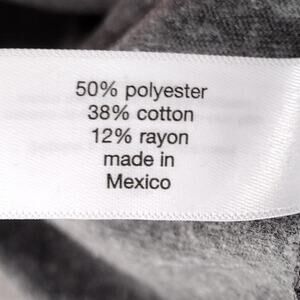 50% polyester
38% cotton
12% rayon
made in
Mexico